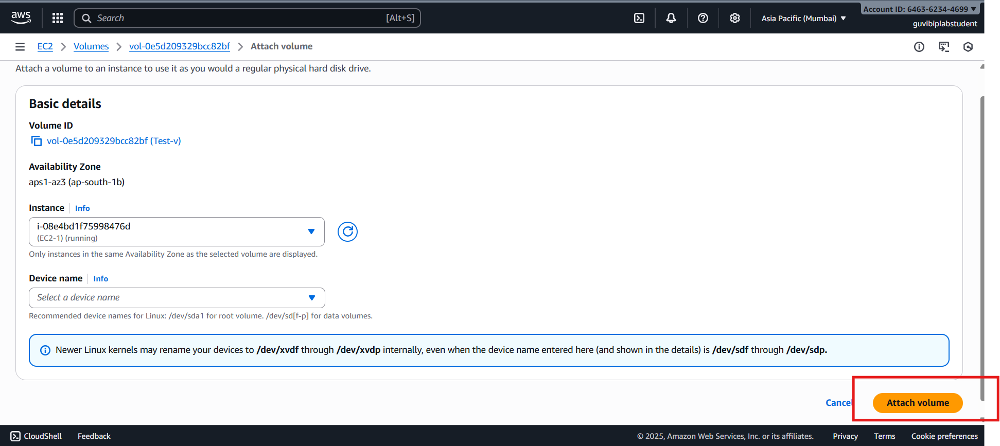 aws
Search
[Alt+S]
Asia Pacific (Mumbai)
Account ID: 6463-6234-4699
guvibiplabstudent
EC2 > Volumes > vol-0e5d209329bcc82bf > Attach volume
Attach a volume to an instance to use it as you would a regular physical hard disk drive.
Basic details
Volume ID
vol-0e5d209329bcc82bf (Test-v)
Availability Zone
aps1-az3 (ap-south-1b)
Instance | Info
i-08e4bd1f75998476d
(EC2-1) (running)
Only instances in the same Availability Zone as the selected volume are displayed.
Device name | Info
Select a device name
Recommended device names for Linux: /dev/sda1 for root volume. /dev/sd[f-p] for data volumes.
Newer Linux kernels may rename your devices to /dev/xvdf through /dev/xvdp internally, even when the device name entered here (and shown in the details) is /dev/sdf through /dev/sdp.
Cancel
Attach volume
CloudShell
Feedback
© 2025, Amazon Web Services, Inc. or its affiliates.
Privacy
Terms
Cookie preferences